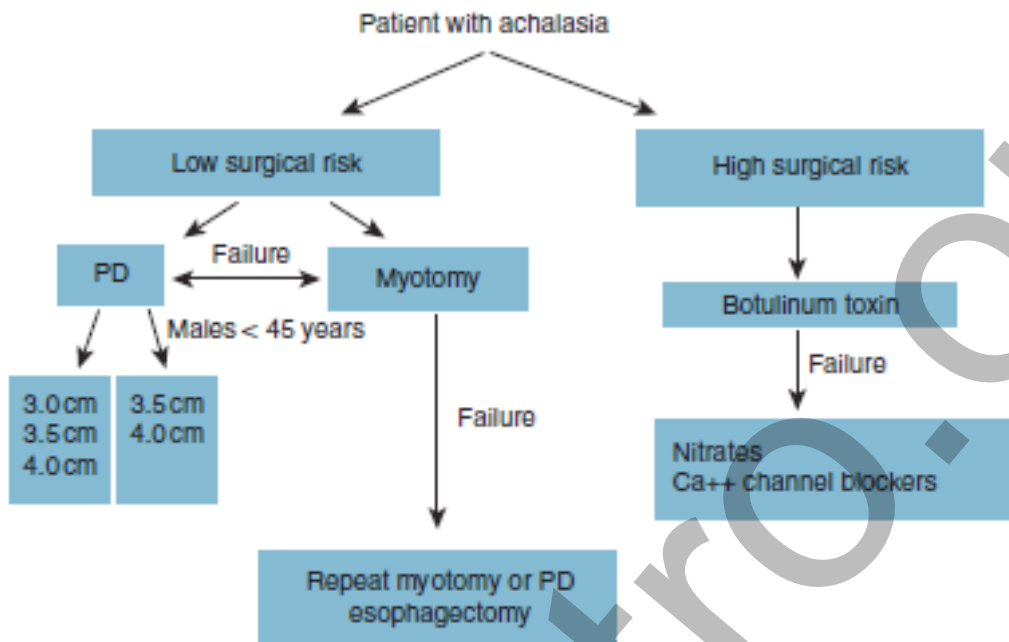 Patient with achalasia
Low surgical risk
High surgical risk
PD
Failure
Myotomy
Botulinum toxin
Males < 45 years
Failure
3.0 cm
3.5 cm
4.0 cm
3.5 cm
4.0 cm
Failure
Nitrates
Ca++ channel blockers
Repeat myotomy or PD
esophagectomy